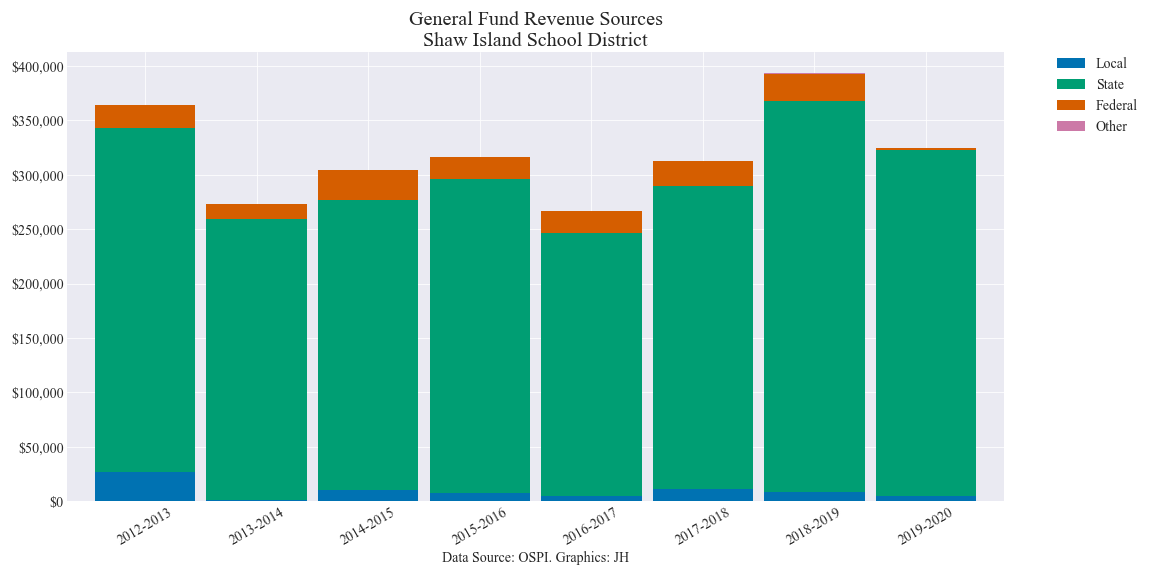 General Fund Revenue Sources
Shaw Island School District
$400,000
$350,000
$300,000
$250,000
$200,000
$150,000
$100,000
$50,000
$0
2012-2013
2013-2014
2014-2015
2015-2016
2016-2017
2017-2018
2018-2019
2019-2020
Data Source: OSPI. Graphics: JH
Local
State
Federal
Other